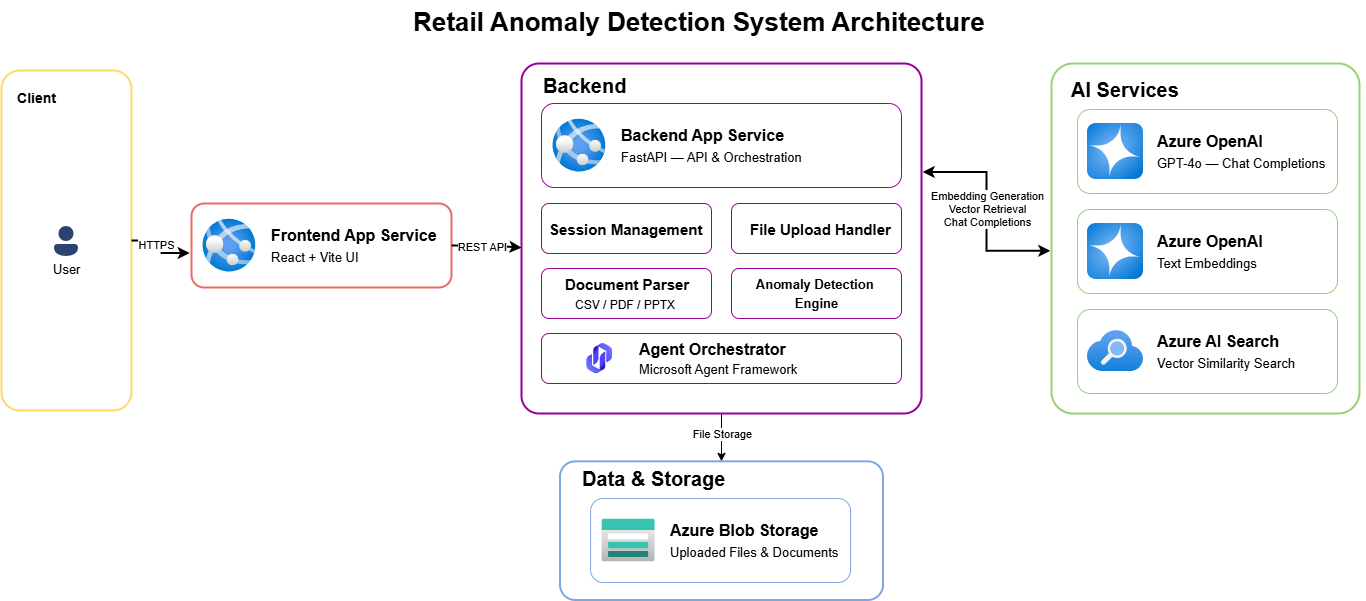 Retail Anomaly Detection System Architecture
Client
User
HTTPS
Frontend App Service
React + Vite UI
REST API
Backend
Backend App Service
FastAPI — API & Orchestration
Session Management
File Upload Handler
Document Parser
CSV / PDF / PPTX
Anomaly Detection
Engine
Agent Orchestrator
Microsoft Agent Framework
Embedding Generation
Vector Retrieval
Chat Completions
AI Services
Azure OpenAI
GPT-4o — Chat Completions
Azure OpenAI
Text Embeddings
Azure AI Search
Vector Similarity Search
File Storage
Data & Storage
Azure Blob Storage
Uploaded Files & Documents